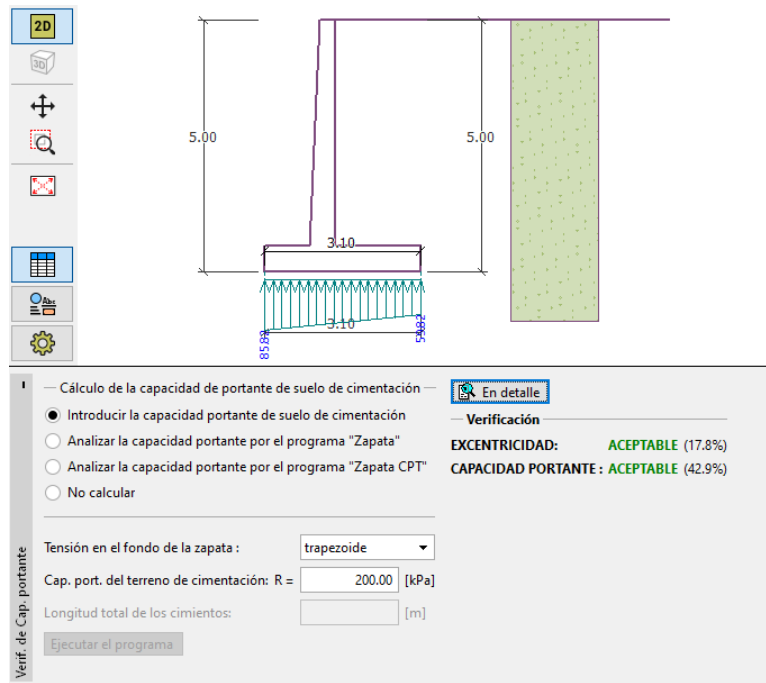 2D
3D
5.00
5.00
3.10
3.10
85.82
Abc
Cálculo de la capacidad de portante de suelo de cimentación
Introducir la capacidad portante de suelo de cimentación
Analizar la capacidad portante por el programa "Zapata"
Analizar la capacidad portante por el programa "Zapata CPT"
No calcular
Tensión en el fondo de la zapata :
trapezoide
Cap. port. del terreno de cimentación: R =
200.00
[kPa]
Longitud total de los cimientos:
[m]
Ejecutar el programa
En detalle
Verificación
EXCENTRICIDAD: ACEPTABLE (17.8%)
CAPACIDAD PORTANTE : ACEPTABLE (42.9%)
Verif. de Cap. portante